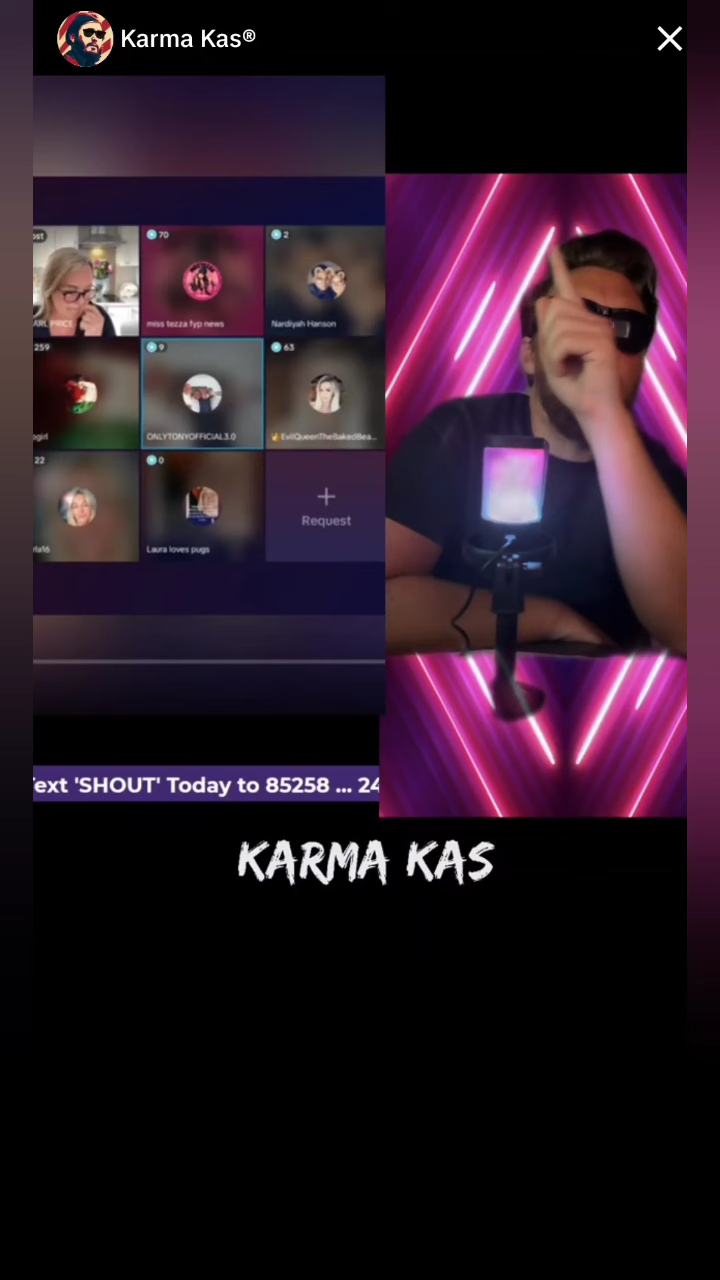 Karma Kas®
70
2
miss tezza fyp news
Nardiyah Hanson
259
9
63
ONLYTONYOFFICIAL3.0
EvilQueenTheBakedBea...
22
0
+
Request
Laura loves pugs
Text 'SHOUT' Today to 85258 ... 24
KARMA KAS